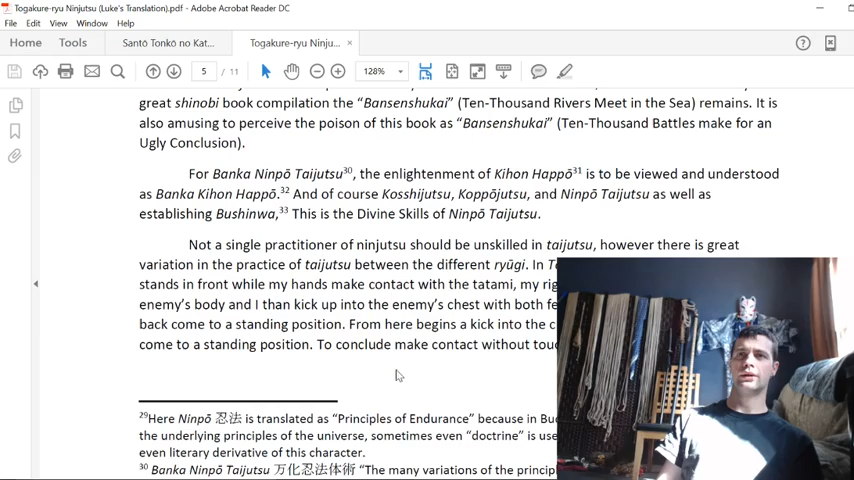 Togakure-ryu Ninjutsu (Luke's Translation).pdf - Adobe Acrobat Reader DC
File Edit View Window Help
Home Tools Santō Tonkō no Kat... Togakure-ryu Ninju... ×
5 / 11 128%
great shinobi book compilation the “Bansenshukai” (Ten-Thousand Rivers Meet in the Sea) remains. It is
also amusing to perceive the poison of this book as “Bansenshukai” (Ten-Thousand Battles make for an
Ugly Conclusion).
For Banka Ninpō Taijutsu30, the enlightenment of Kihon Happō31 is to be viewed and understood
as Banka Kihon Happō.32 And of course Kosshijutsu, Koppōjutsu, and Ninpō Taijutsu as well as
establishing Bushinwa,33 This is the Divine Skills of Ninpō Taijutsu.
Not a single practitioner of ninjutsu should be unskilled in taijutsu, however there is great
variation in the practice of taijutsu between the different ryūgi. In
stands in front while my hands make contact with the tatami, my
enemy’s body and I than kick up into the enemy’s chest with both
back come to a standing position. From here begins a kick into the
come to a standing position. To conclude make contact without
29Here Ninpō 忍法 is translated as “Principles of Endurance” because in
the underlying principles of the universe, sometimes even “doctrine” is
even literary derivative of this character.
30 Banka Ninpō Taijutsu 万化忍法体術 “The many variations of the